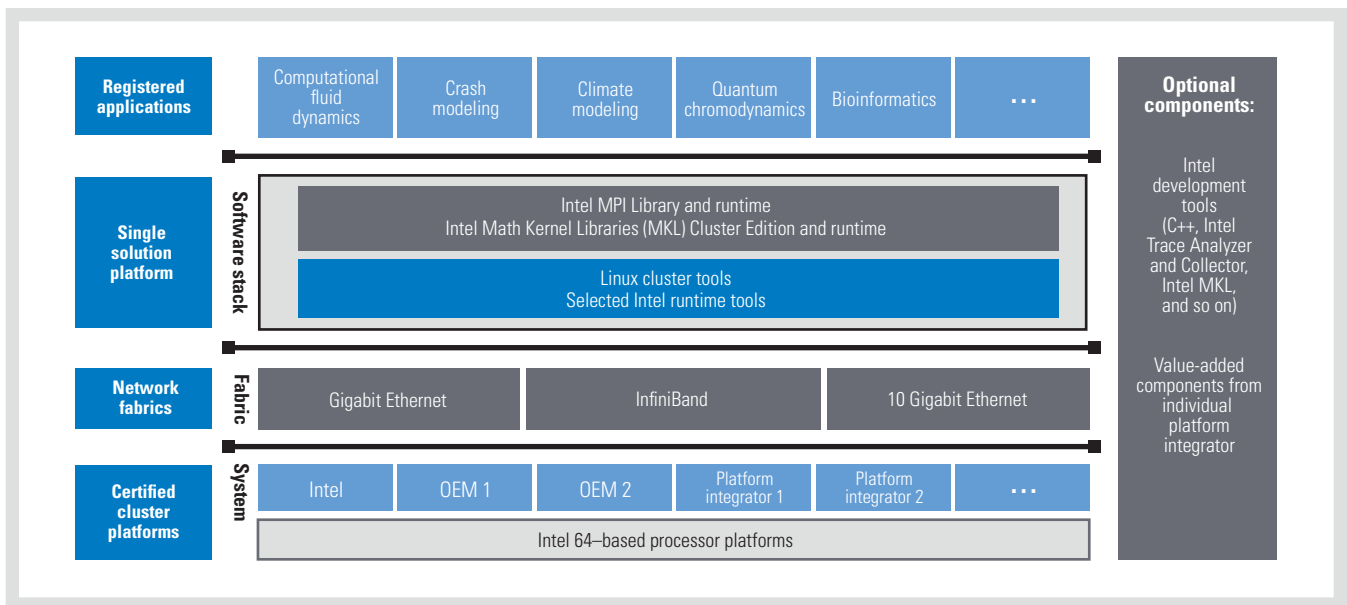 Registered
applications
Computational
fluid
dynamics
Crash
modeling
Climate
modeling
Quantum
chromodynamics
Bioinformatics
...
Single
solution
platform
Software stack
Intel MPI Library and runtime
Intel Math Kernel Libraries (MKL) Cluster Edition and runtime
Linux cluster tools
Selected Intel runtime tools
Network
fabrics
Fabric
Gigabit Ethernet
InfiniBand
10 Gigabit Ethernet
Certified
cluster
platforms
System
Intel
OEM 1
OEM 2
Platform
integrator 1
Platform
integrator 2
...
Intel 64–based processor platforms
Optional
components:
Intel
development
tools
(C++, Intel
Trace Analyzer
and Collector,
Intel MKL,
and so on)
Value-added
components from
individual
platform
integrator